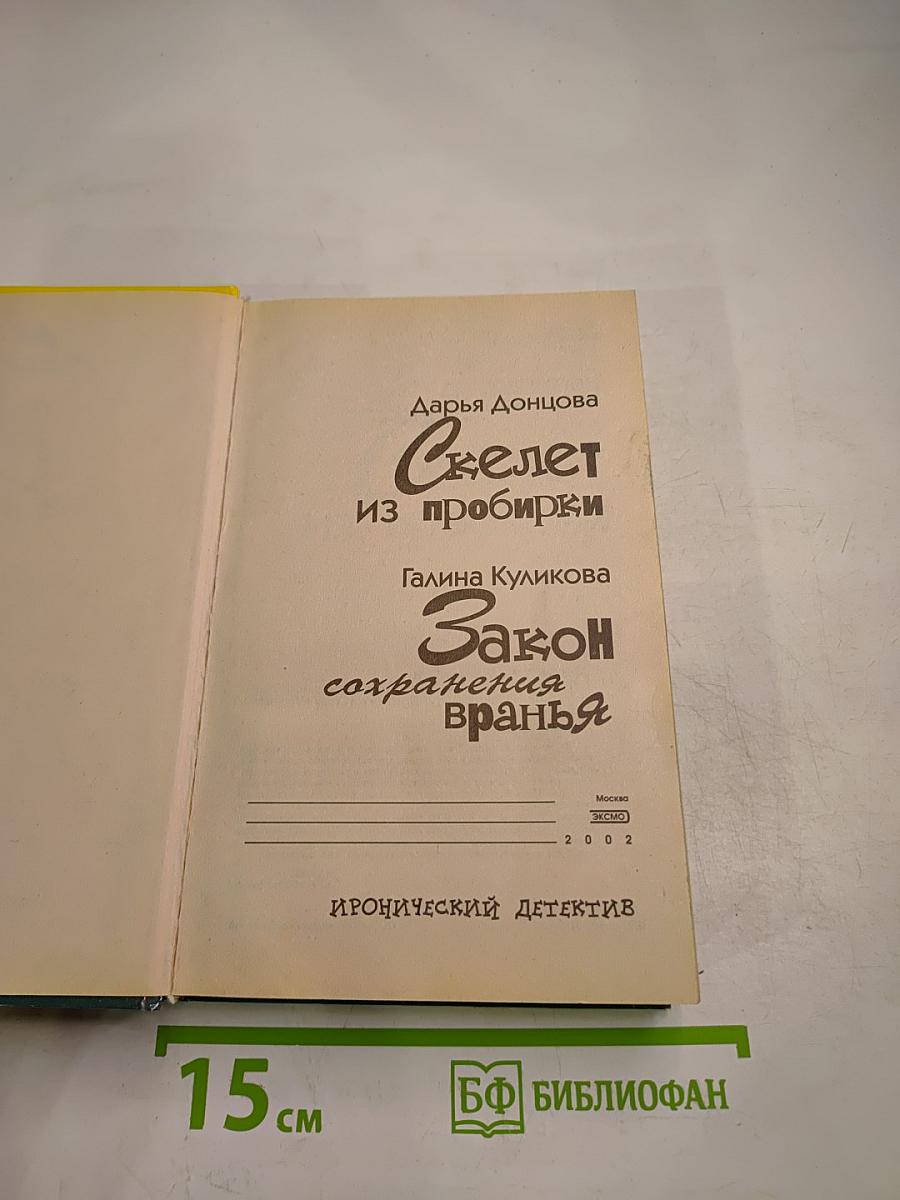 Дарья Донцова
Скелет
из пробирки
Галина Куликова
Закон
сохранения
вранья
Москва
ЭКСМО
2002
ИРОНИЧЕСКИЙ ДЕТЕКТИВ
15 см
БФ БИБЛИОФАН